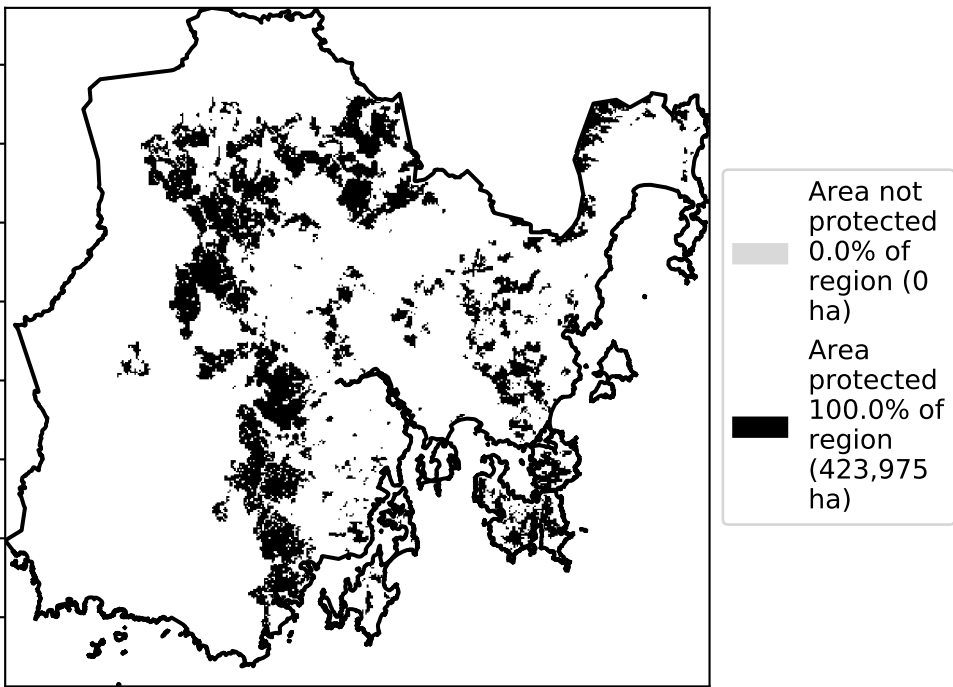 Area not
protected
0.0% of
region (0
ha)
Area
protected
100.0% of
region
(423,975
ha)